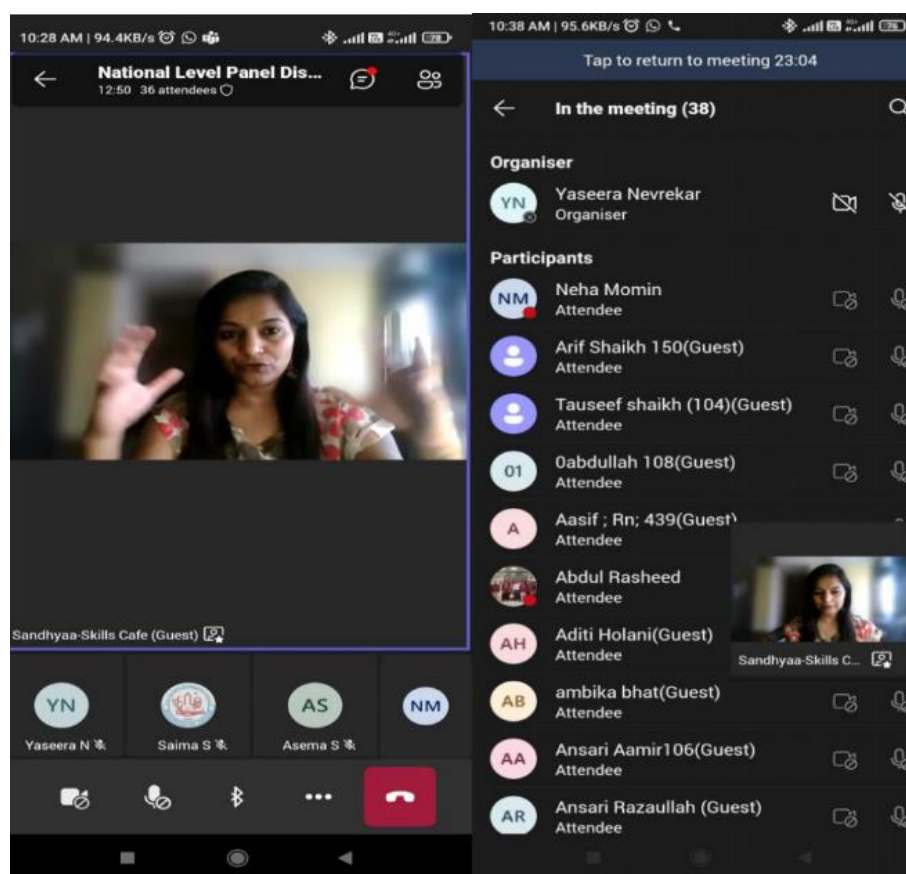 10:28 AM | 94.4KB/s
78
National Level Panel Dis...
12:50 36 attendees
Sandhyaa-Skills Cafe (Guest)
YN
AS
NM
Yaseera N
Saima S
Asema S
10:38 AM | 95.6KB/s
4G+
76
Tap to return to meeting 23:04
In the meeting (38)
Organiser
YN
Yaseera Nevrekar
Organiser
Participants
NM
Neha Momin
Attendee
Arif Shaikh 150(Guest)
Attendee
Tauseef shaikh (104)(Guest)
Attendee
01
0abdullah 108(Guest)
Attendee
A
Aasif ; Rn; 439(Guest)
Attendee
Abdul Rasheed
Attendee
AH
Aditi Holani(Guest)
Attendee
Sandhyaa-Skills C...
AB
ambika bhat(Guest)
Attendee
AA
Ansari Aamir106(Guest)
Attendee
AR
Ansari Razaullah (Guest)
Attendee